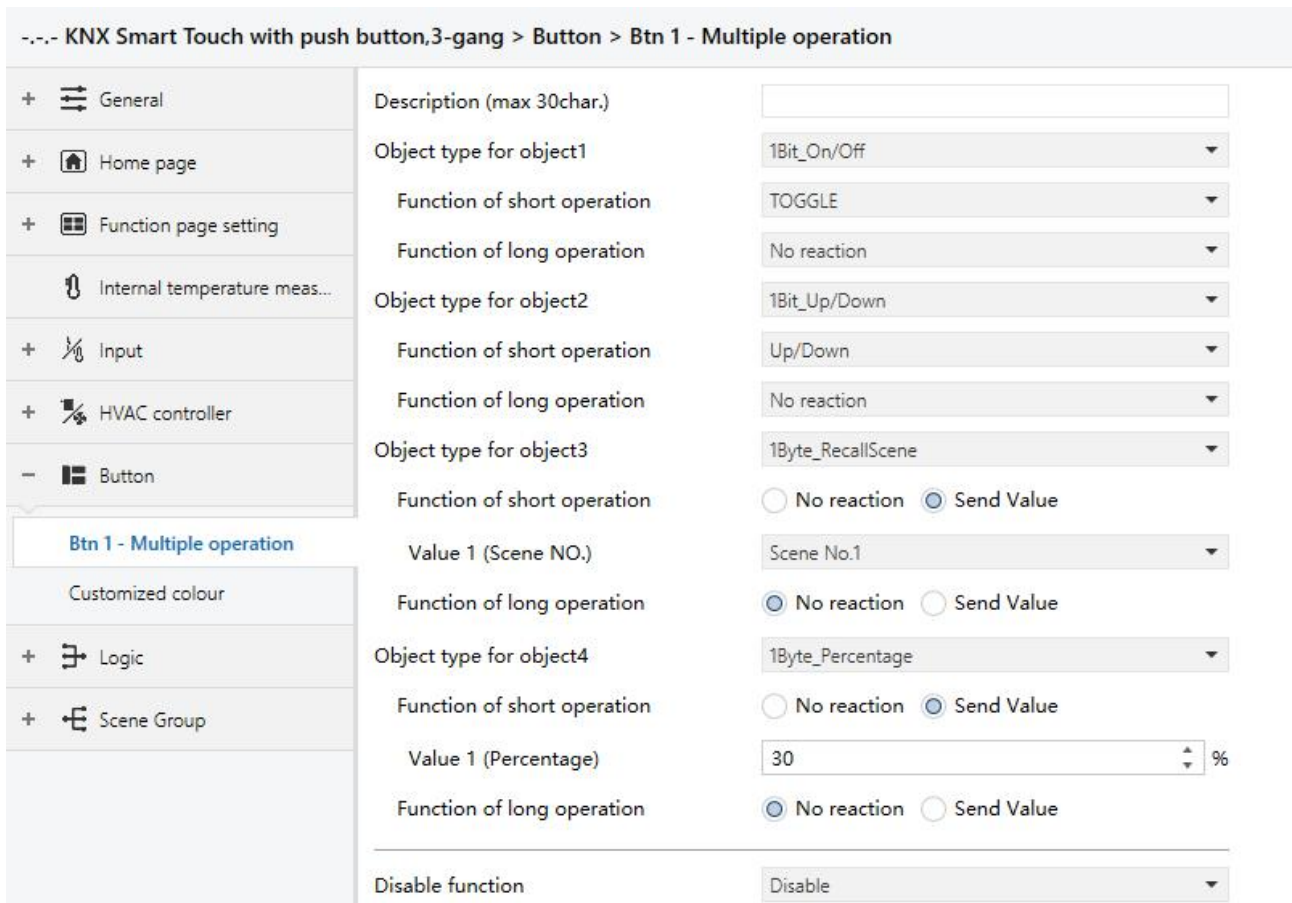 -.-.- KNX Smart Touch with push button,3-gang > Button > Btn 1 - Multiple operation
+ General
+ Home page
+ Function page setting
Internal temperature meas...
+ Input
+ HVAC controller
− Button
Btn 1 - Multiple operation
Customized colour
+ Logic
+ Scene Group
Description (max 30char.)
Object type for object1 1Bit_On/Off
Function of short operation TOGGLE
Function of long operation No reaction
Object type for object2 1Bit_Up/Down
Function of short operation Up/Down
Function of long operation No reaction
Object type for object3 1Byte_RecallScene
Function of short operation No reaction Send Value
Value 1 (Scene NO.) Scene No.1
Function of long operation No reaction Send Value
Object type for object4 1Byte_Percentage
Function of short operation No reaction Send Value
Value 1 (Percentage) 30 %
Function of long operation No reaction Send Value
Disable function Disable